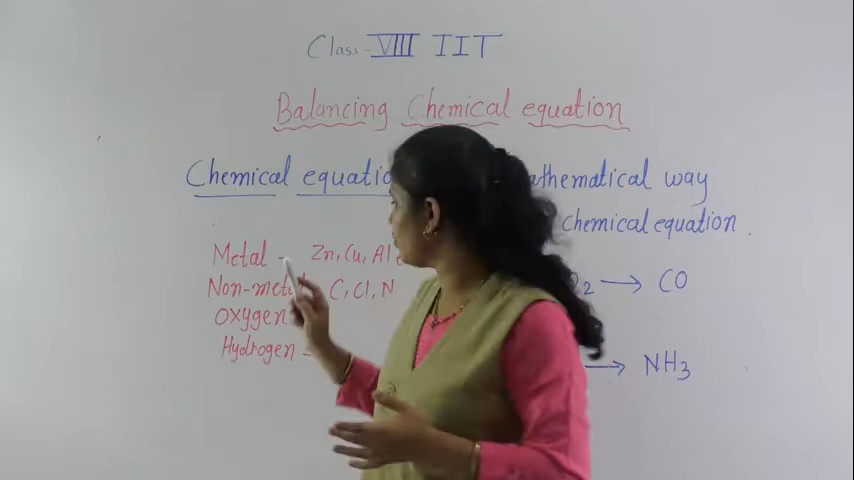 Class - VIII IIT
Balancing Chemical equation
Chemical equatio athematical way
chemical equation.
Metal - Zn, Cu, Al
Non-metal C, Cl, N
2 → CO
Oxygen
Hydrogen -
→ NH3